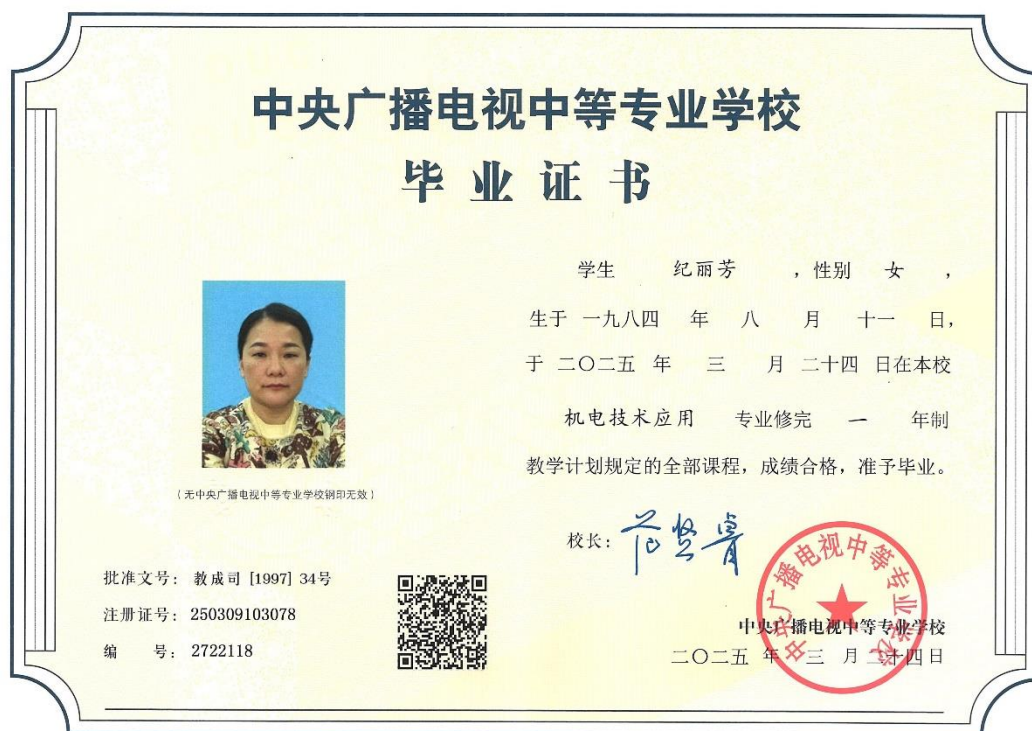 中央广播电视中等专业学校
毕业证书
学生 纪丽芳 ，性别 女 ，
生于 一九八四 年 八 月 十一 日，
于 二〇二五 年 三 月 二十四 日在本校
机电技术应用 专业修完 一 年制
教学计划规定的全部课程，成绩合格，准予毕业。
（无中央广播电视中等专业学校钢印无效）
校长：范贤睿
批准文号：教成司 [1997] 34号
注册证号：250309103078
编 号：2722118
中央广播电视中等专业学校
中央广播电视中等专业学校
二〇二五 年 三 月 二十四日